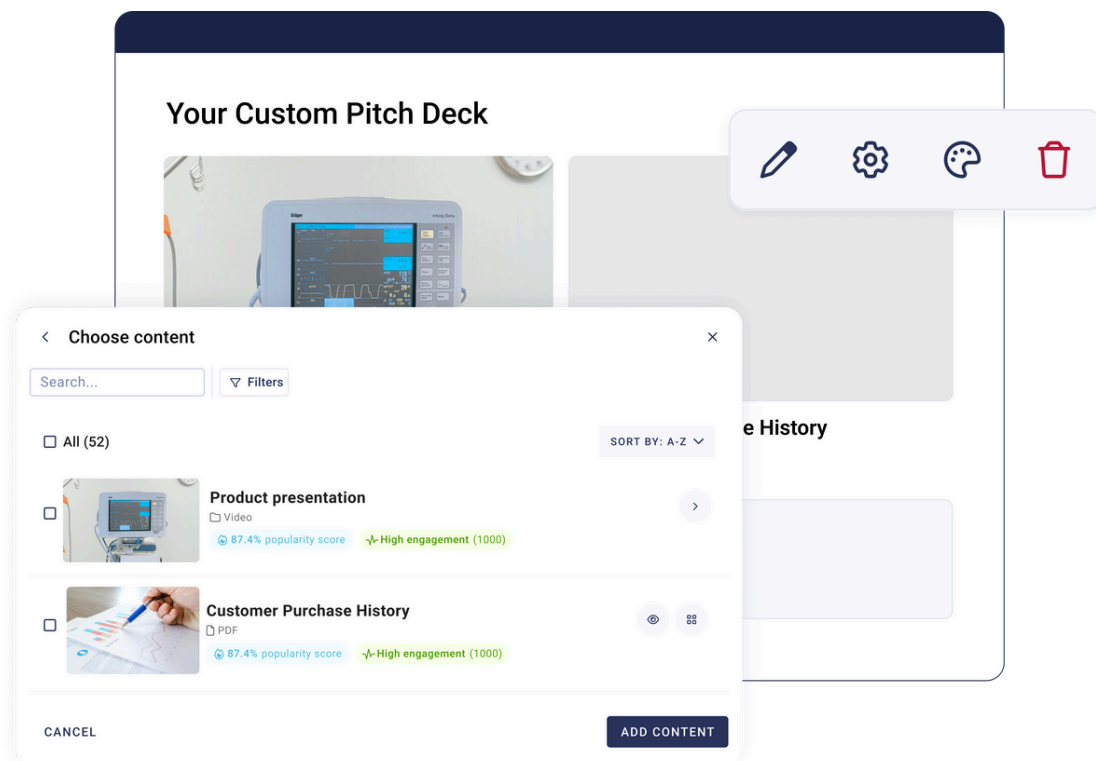 Your Custom Pitch Deck
Dräger
Choose content
Search...
Filters
All (52)
SORT BY: A-Z
e History
Product presentation
Video
87.4% popularity score
High engagement (1000)
Customer Purchase History
PDF
87.4% popularity score
High engagement (1000)
CANCEL
ADD CONTENT